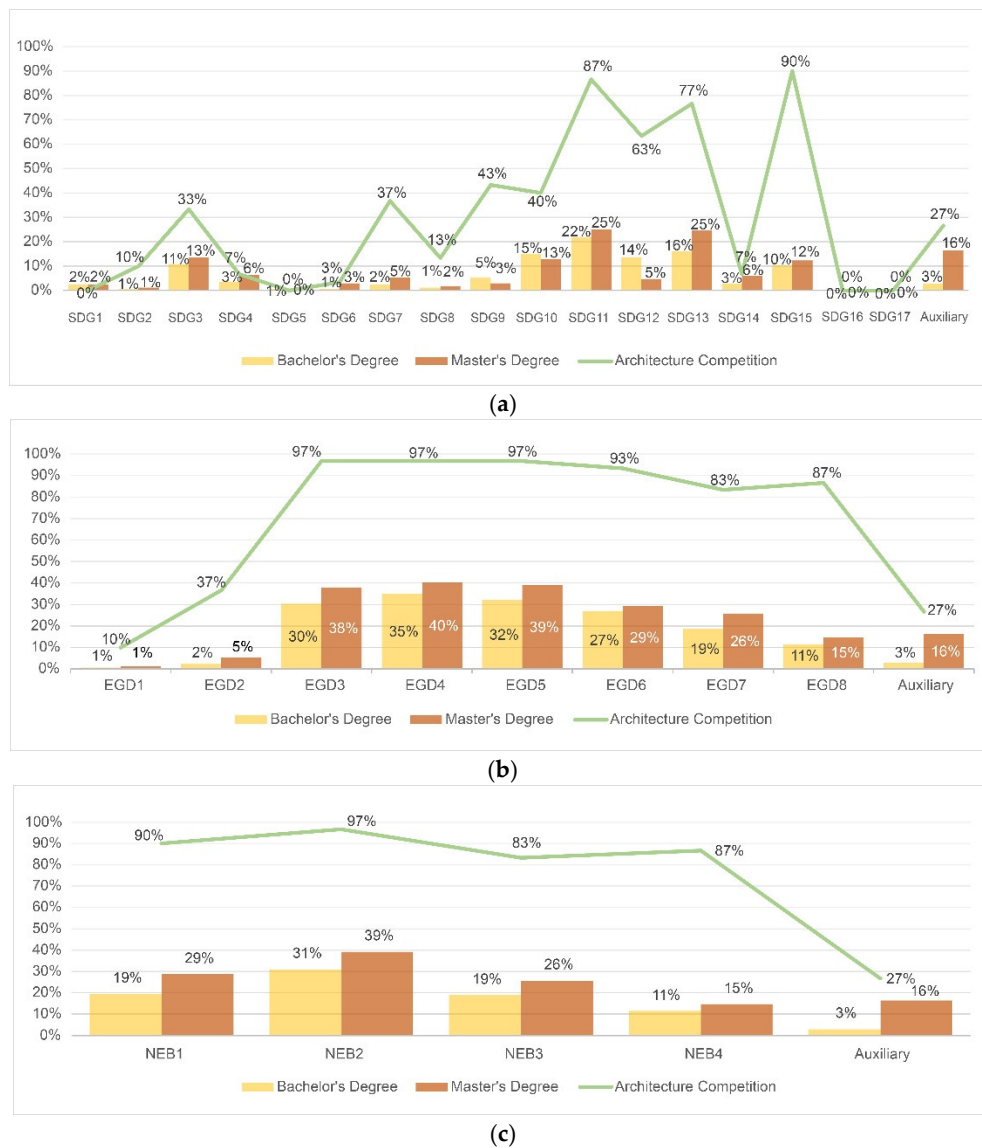 100%
90%
80%
70%
60%
50%
40%
30%
20%
10%
0%
2% 2% 0%
10% 1% 1%
33% 11% 13%
7% 3% 6%
0% 1% 0%
3% 1% 3%
37% 2% 5%
13% 1% 2%
43% 5% 3%
40% 15% 13%
87% 22% 25%
63% 14% 5%
77% 16% 25%
7% 3% 6%
90% 10% 12%
0% 0% 0%
0% 0% 0%
27% 3% 16%
SDG1 SDG2 SDG3 SDG4 SDG5 SDG6 SDG7 SDG8 SDG9 SDG10 SDG11 SDG12 SDG13 SDG14 SDG15 SDG16 SDG17 Auxiliary
Bachelor's Degree Master's Degree Architecture Competition
(a)
100%
90%
80%
70%
60%
50%
40%
30%
20%
10%
0%
10% 1% 1%
37% 2% 5%
97% 30% 38%
97% 35% 40%
97% 32% 39%
93% 27% 29%
83% 19% 26%
87% 11% 15%
27% 3% 16%
EGD1 EGD2 EGD3 EGD4 EGD5 EGD6 EGD7 EGD8 Auxiliary
Bachelor's Degree Master's Degree Architecture Competition
(b)
100%
90%
80%
70%
60%
50%
40%
30%
20%
10%
0%
90% 19% 29%
97% 31% 39%
83% 19% 26%
87% 11% 15%
27% 3% 16%
NEB1 NEB2 NEB3 NEB4 Auxiliary
Bachelor's Degree Master's Degree Architecture Competition
(c)